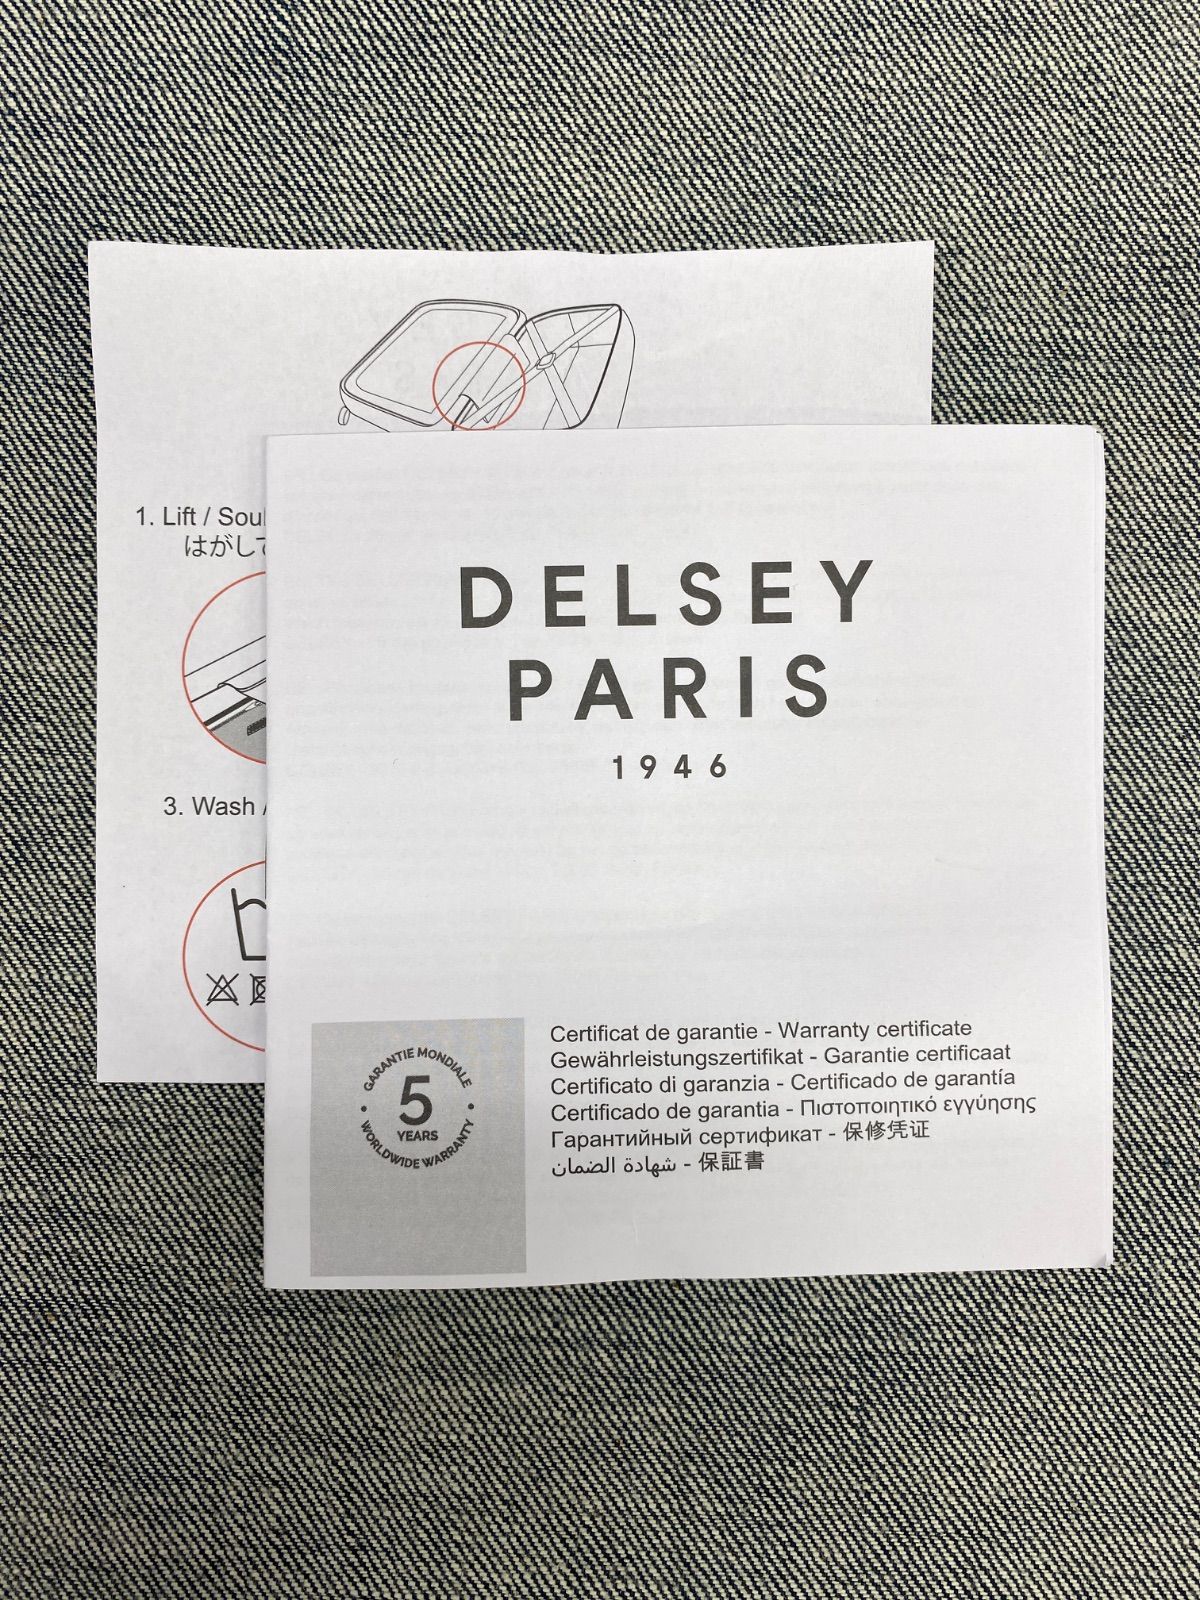 1. Lift / Sou
はがして
3. Wash /
DELSEY
PARIS
1946
GARANTIE MONDIALE
5
YEARS
WORLDWIDE WARRANTY
Certificat de garantie - Warranty certificate
Gewährleistungszertifikat - Garantie certificaat
Certificato di garanzia - Certificado de garantía
Certificado de garantia - Πιστοποιητικό εγγύησης
Гарантийный сертификат - 保修凭证
شهادة الضمان - 保証書